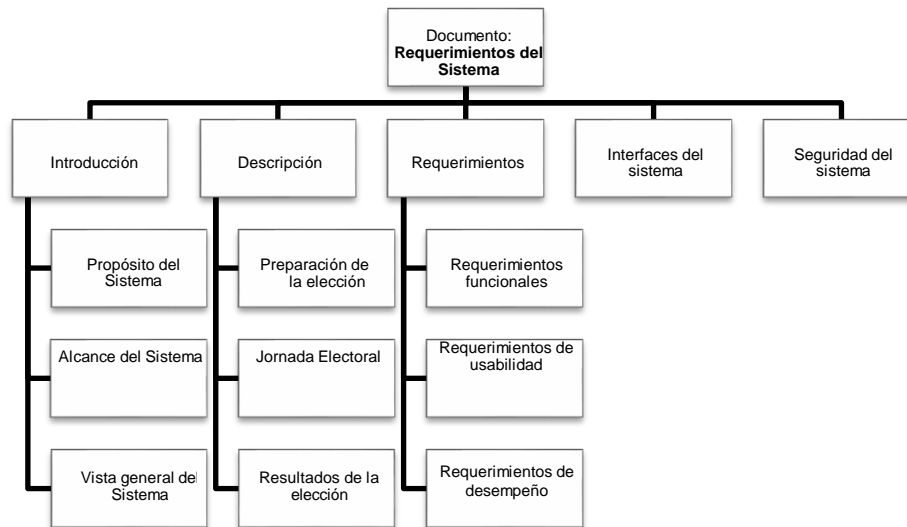 Documento:
Requerimientos del
Sistema
Introducción
Descripción
Requerimientos
Interfaces del
sistema
Seguridad del
sistema
Propósito del
Sistema
Preparación de
la elección
Requerimientos
funcionales
Alcance del Sistema
Jornada Electoral
Requerimientos de
usabilidad
Vista general del
Sistema
Resultados de la
elección
Requerimientos de
desempeño